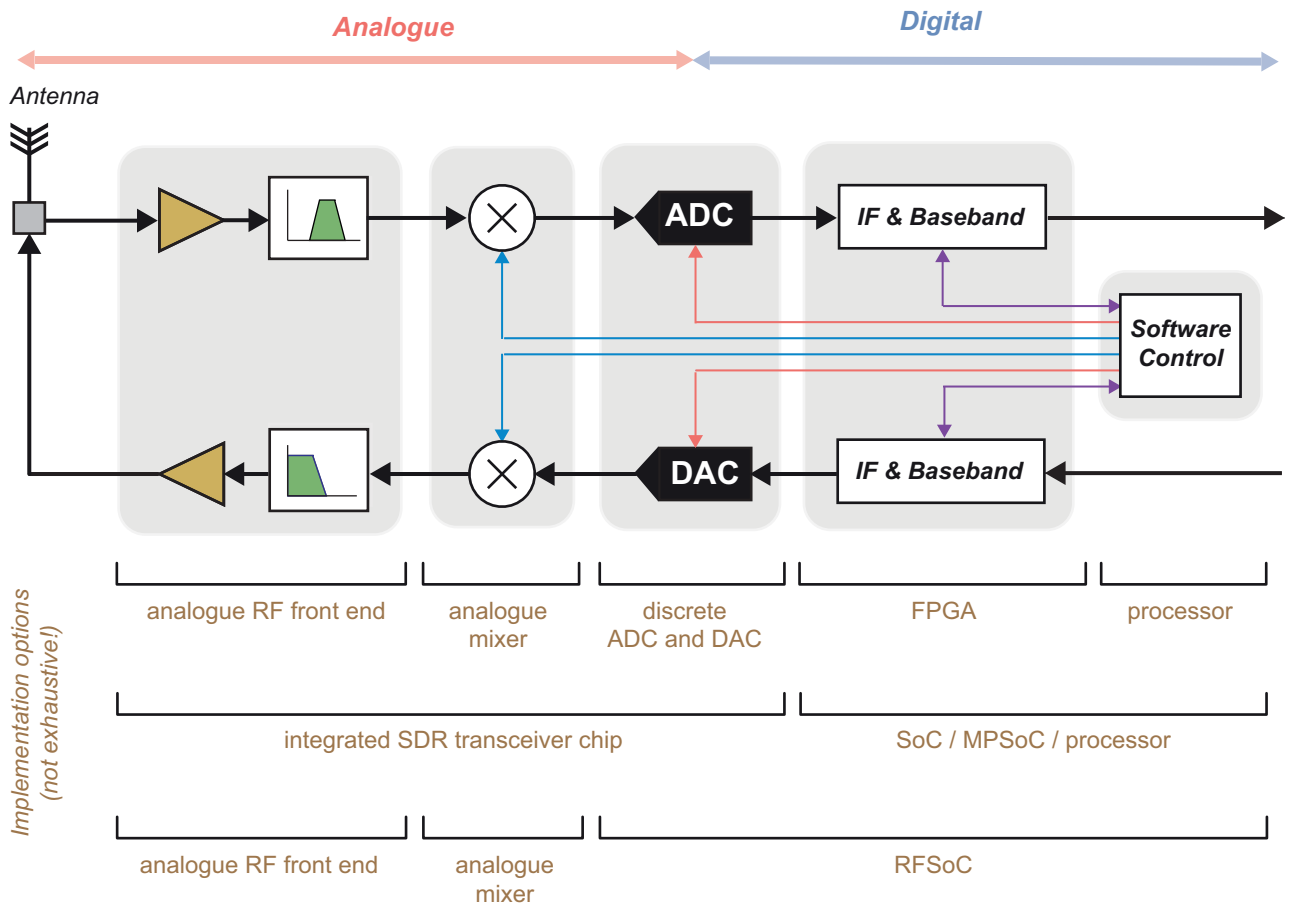 Analogue
Digital
Antenna
ADC
IF & Baseband
Software
Control
DAC
IF & Baseband
Implementation options
(not exhaustive!)
analogue RF front end
analogue
mixer
discrete
ADC and DAC
FPGA
processor
integrated SDR transceiver chip
SoC / MPSoC / processor
analogue RF front end
analogue
mixer
RFSoC